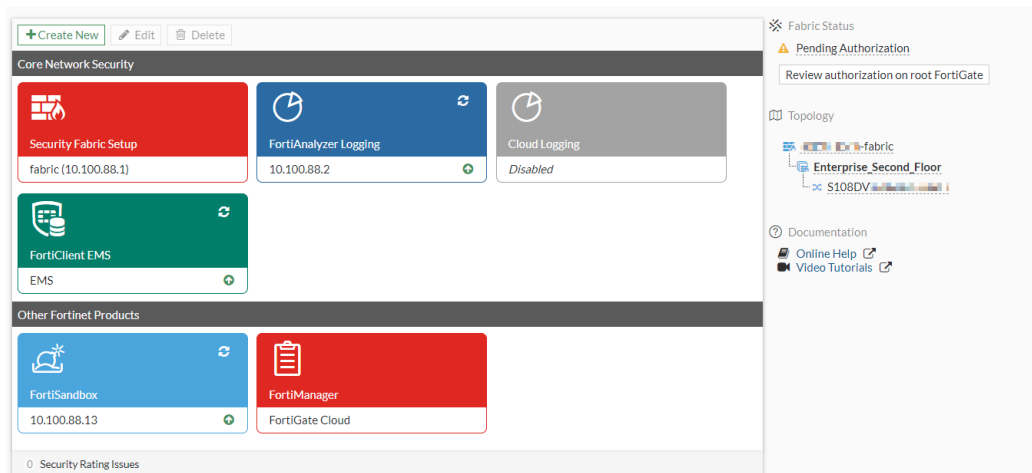 Create New
Edit
Delete
Core Network Security
Security Fabric Setup
fabric (10.100.88.1)
FortiAnalyzer Logging
10.100.88.2
Cloud Logging
Disabled
FortiClient EMS
EMS
Other Fortinet Products
FortiSandbox
10.100.88.13
FortiManager
FortiGate Cloud
0 Security Rating Issues
Fabric Status
Pending Authorization
Review authorization on root FortiGate
Topology
-fabric
Enterprise_Second_Floor
S108DV
Documentation
Online Help
Video Tutorials